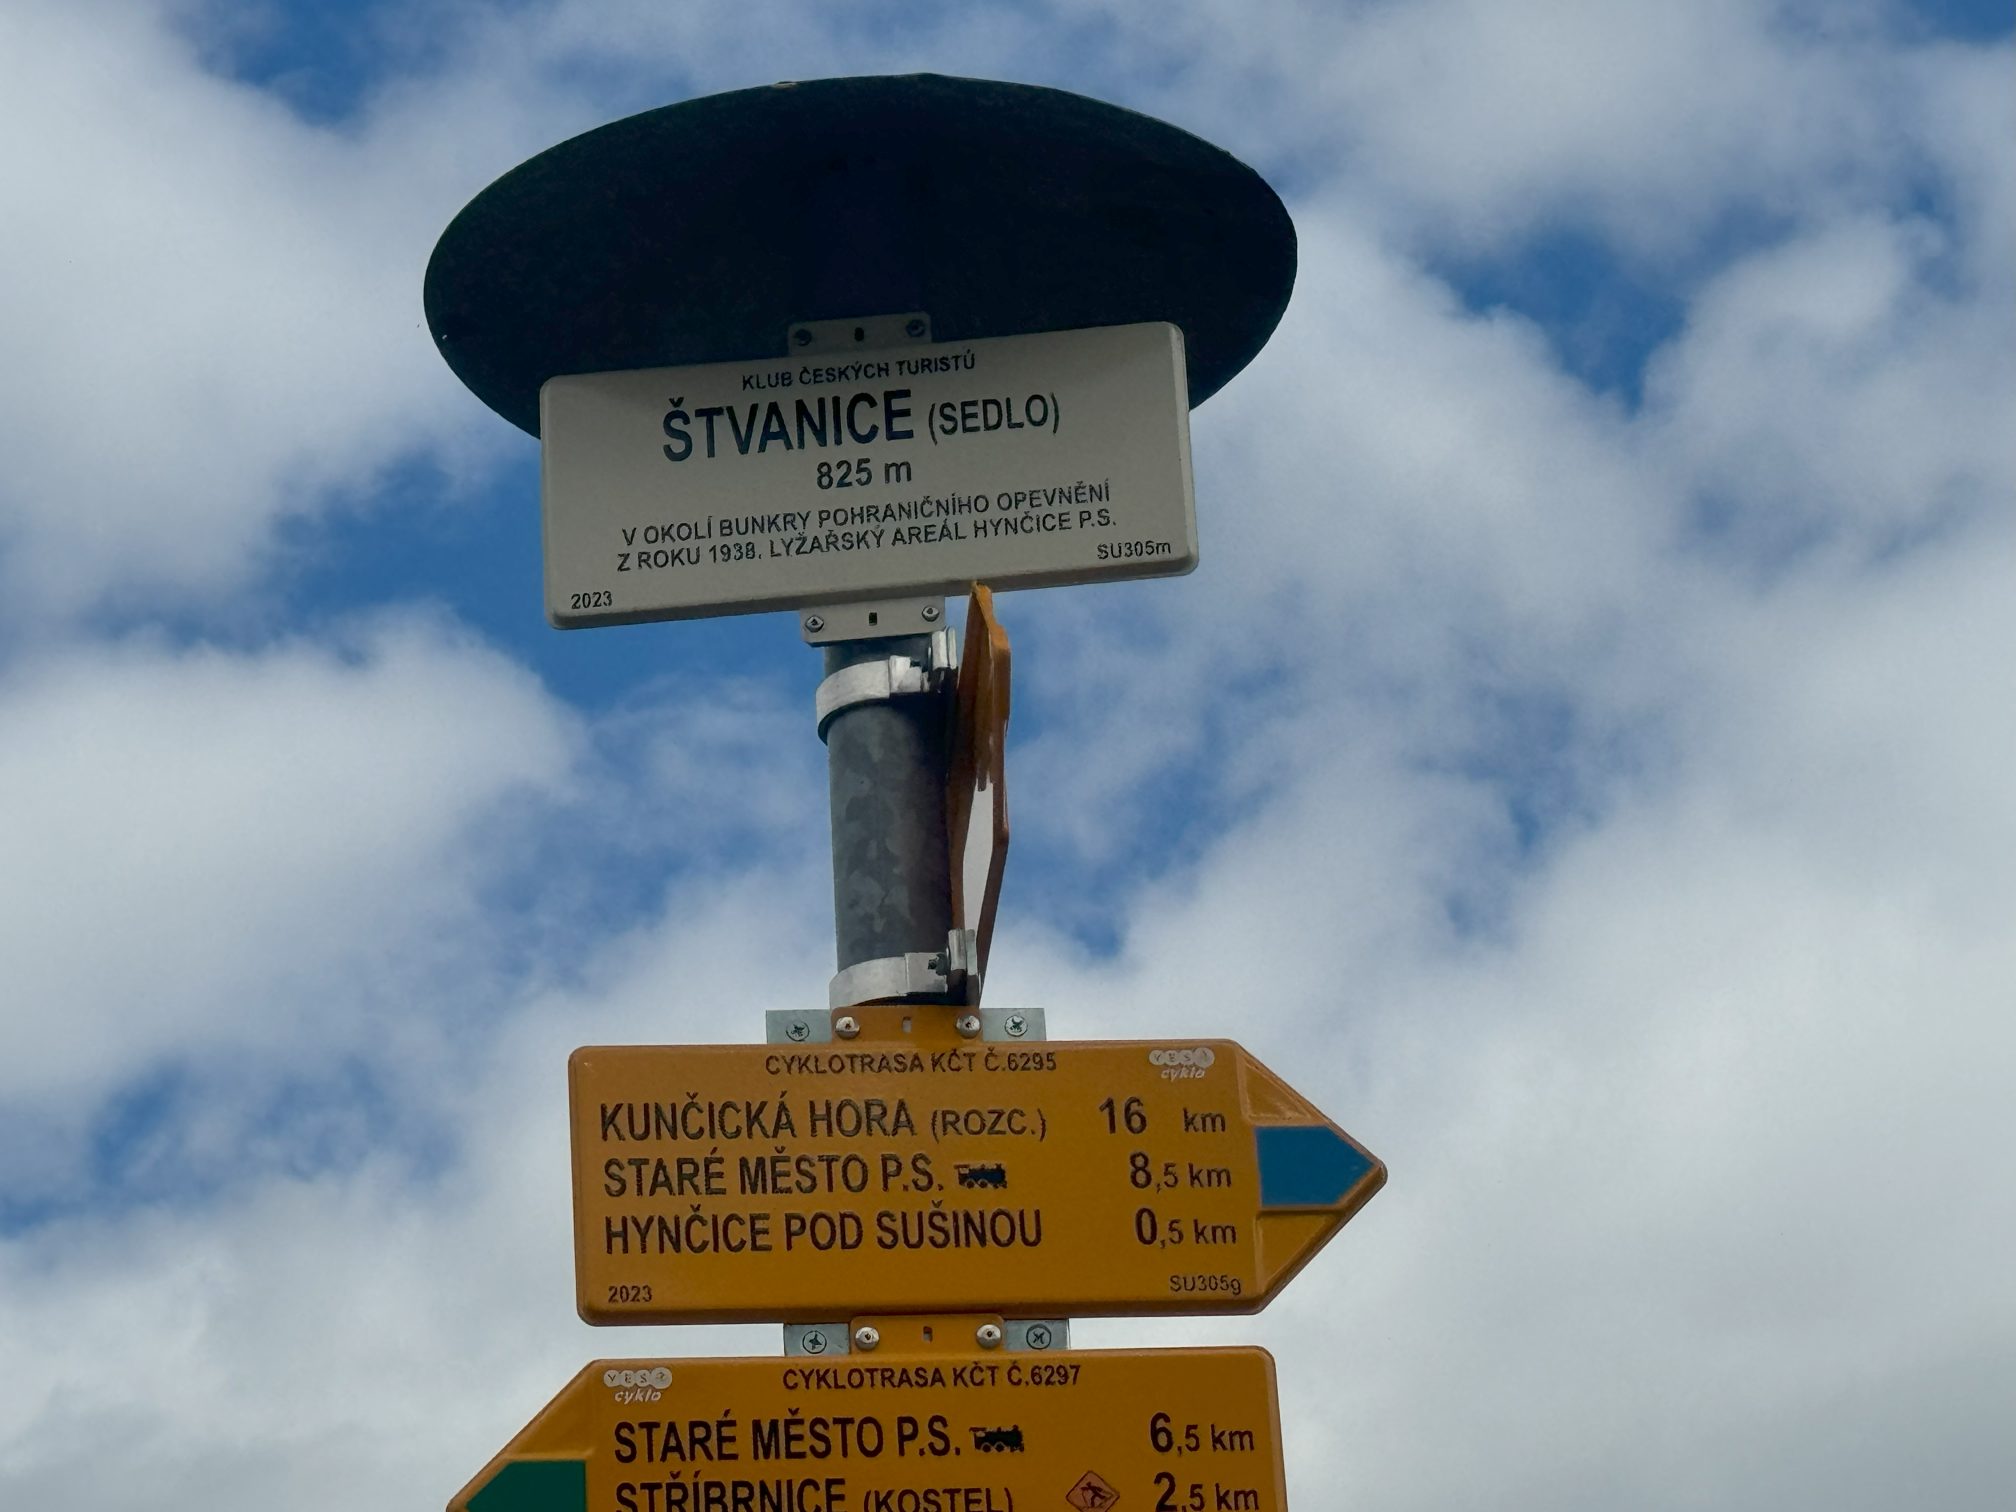 KLUB ČESKÝCH TURISTŮ
ŠTVANICE (SEDLO)
825 m
V OKOLÍ BUNKRY POHRANIČNÍHO OPEVNĚNÍ
Z ROKU 1938. LYŽAŘSKÝ AREÁL HYNČICE P.S.
SU305m
2023
CYKLOTRASA KČT Č.6295
YES?
cyklo
KUNČICKÁ HORA (ROZC.) 16 km
STARÉ MĚSTO P.S. 8,5 km
HYNČICE POD SUŠINOU 0,5 km
2023 SU305g
YES?
cyklo
CYKLOTRASA KČT Č.6297
STARÉ MĚSTO P.S. 6,5 km
STŘÍBRNICE (KOSTEL) 2,5 km